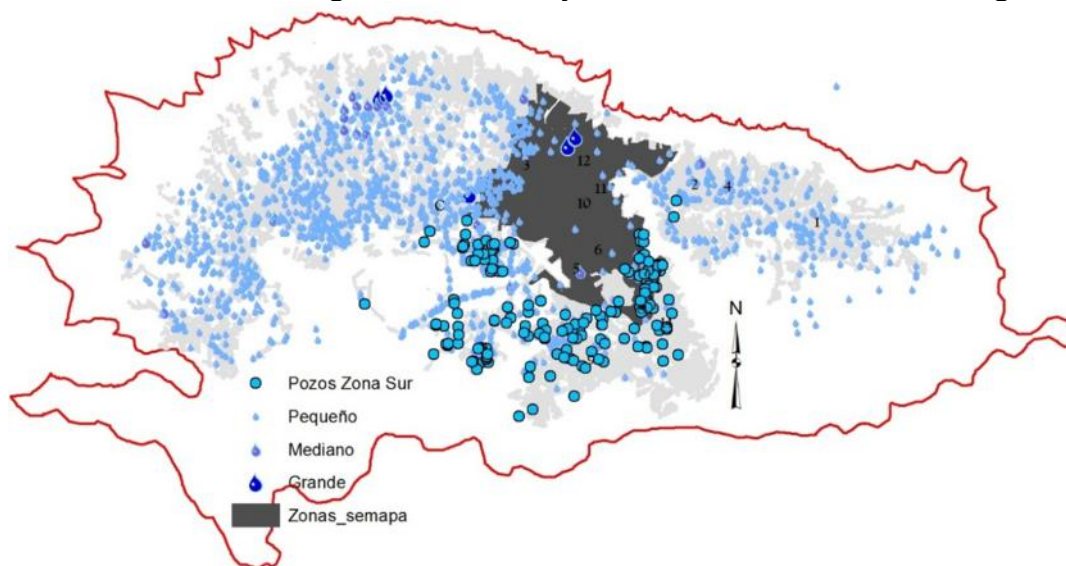 12
3
11
2 4
C
10
1
6
5
N
Pozos Zona Sur
Pequeño
Mediano
Grande
Zonas_semapa